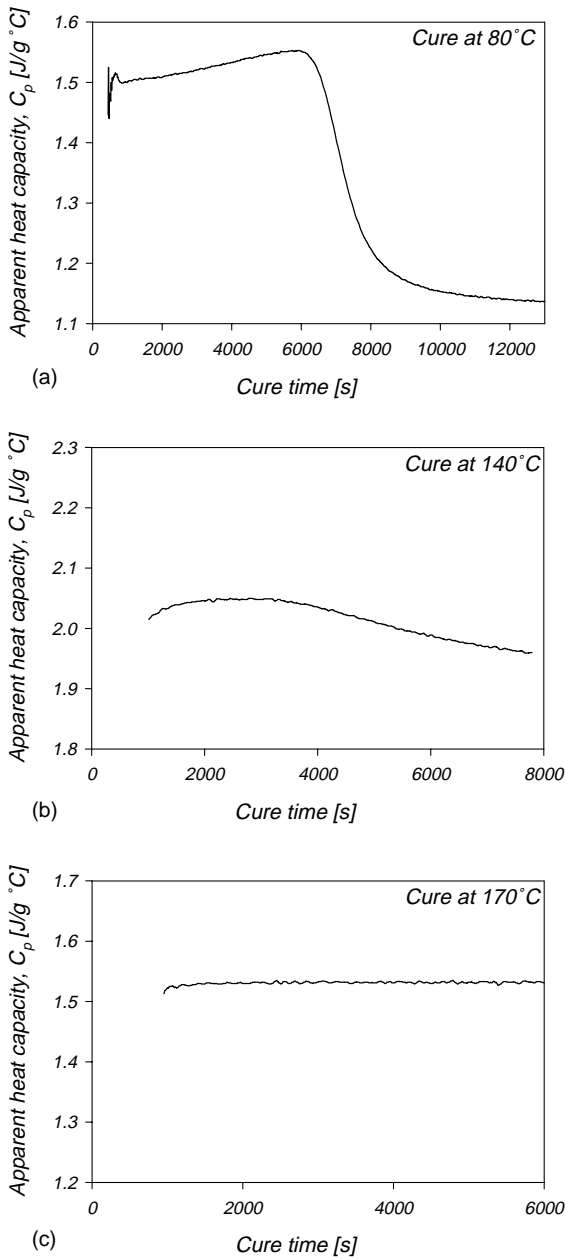 1.6
Cure at 80˚C
1.5
1.4
1.3
1.2
1.1
Apparent heat capacity, Cp [J/g ˚C]
0 2000 4000 6000 8000 10000 12000
(a)
Cure time [s]
2.3
Cure at 140˚C
2.2
2.1
2.0
1.9
1.8
Apparent heat capacity, Cp [J/g ˚C]
0 2000 4000 6000 8000
(b)
Cure time [s]
1.7
Cure at 170˚C
1.6
1.5
1.4
1.3
1.2
Apparent heat capacity, Cp [J/g ˚C]
0 2000 4000 6000
(c)
Cure time [s]